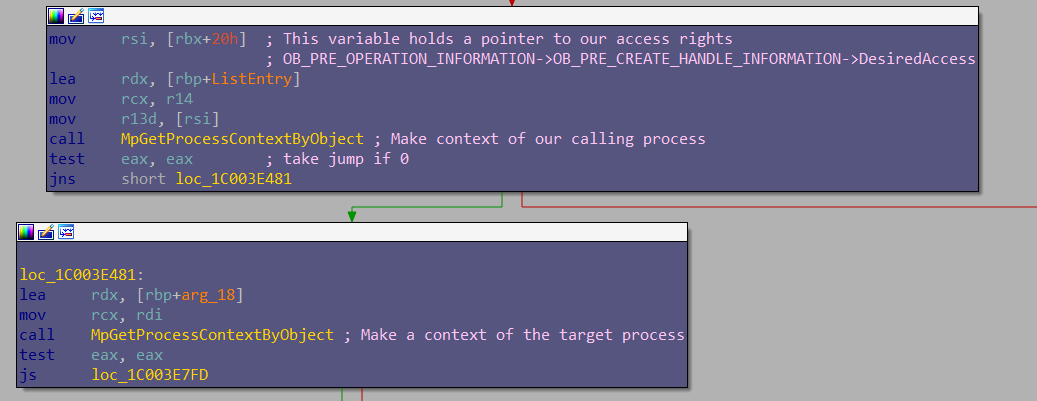 mov rsi, [rbx+20h] ; This variable holds a pointer to our access rights
; OB_PRE_OPERATION_INFORMATION->OB_PRE_CREATE_HANDLE_INFORMATION->DesiredAccess
lea rdx, [rbp+ListEntry]
mov rcx, r14
mov r13d, [rsi]
call MpGetProcessContextByObject ; Make context of our calling process
test eax, eax ; take jump if 0
jns short loc_1C003E481
loc_1C003E481:
lea rdx, [rbp+arg_18]
mov rcx, rdi
call MpGetProcessContextByObject ; Make a context of the target process
test eax, eax
js loc_1C003E7FD